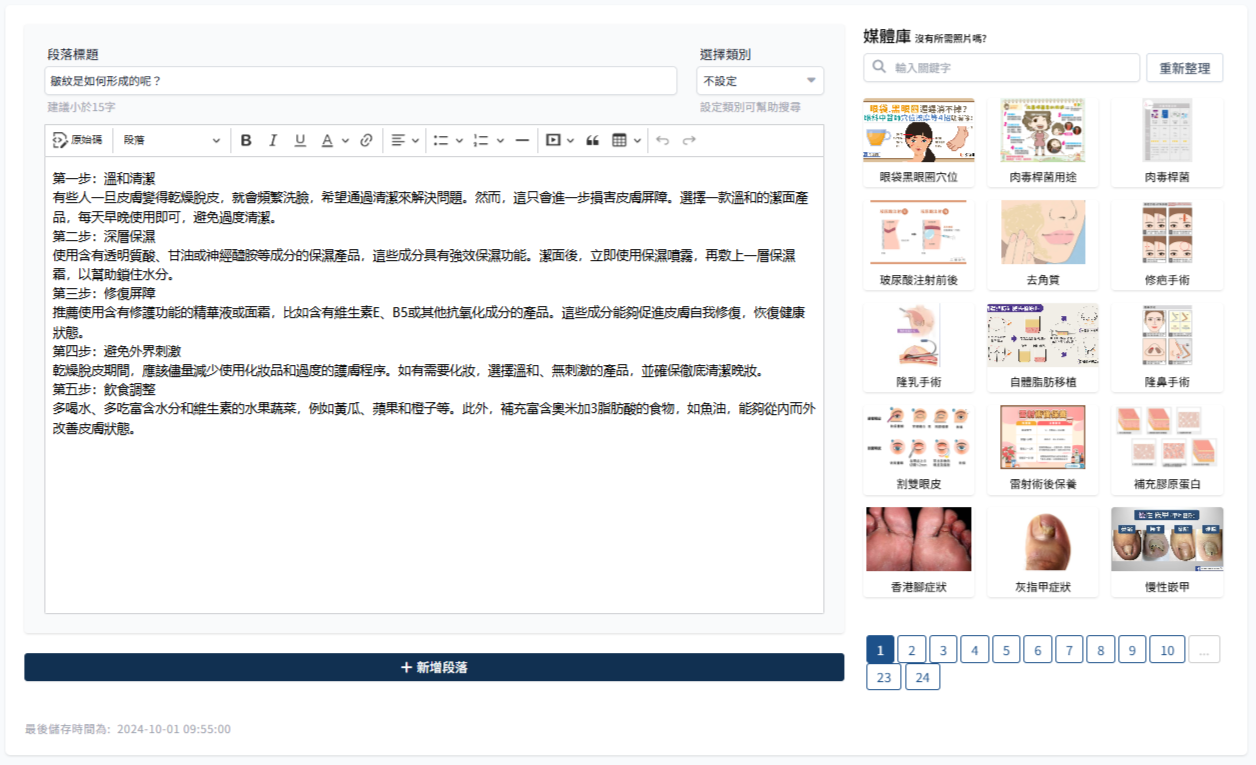 段落標題
選擇類別
皺紋是如何形成的呢？
不設定
建議小於15字
設定類別可幫助搜尋
原始碼
段落
B I U A
第一步：溫和清潔
有些人一旦皮膚變得乾燥脫皮，就會頻繁洗臉，希望通過清潔來解決問題。然而，這只會進一步損害皮膚屏障。選擇一款溫和的潔面產
品，每天早晚使用即可，避免過度清潔。
第二步：深層保濕
使用含有透明質酸、甘油或神經醯胺等成分的保濕產品，這些成分具有強效保濕功能。潔面後，立即使用保濕噴霧，再敷上一層保濕
霜，以幫助鎖住水分。
第三步：修復屏障
推薦使用含有修護功能的精華液或面霜，比如含有維生素E、B5或其他抗氧化成分的產品。這些成分能夠促進皮膚自我修復，恢復健康
狀態。
第四步：避免外界刺激
乾燥脫皮期間，應該儘量減少使用化妝品和過度的護膚程序。如有需要化妝，選擇溫和、無刺激的產品，並確保徹底清潔晚妝。
第五步：飲食調整
多喝水、多吃富含水分和維生素的水果蔬菜，例如黃瓜、蘋果和橙子等。此外，補充富含奧米加3脂肪酸的食物，如魚油，能夠從內而外
改善皮膚狀態。
＋ 新增段落
最後儲存時間為: 2024-10-01 09:55:00
媒體庫 沒有所需照片嗎?
輸入關鍵字
重新整理
眼袋黑眼圈穴位
肉毒桿菌用途
肉毒桿菌
玻尿酸注射前後
去角質
修疤手術
隆乳手術
自體脂肪移植
隆鼻手術
割雙眼皮
雷射術後保養
補充膠原蛋白
香港腳症狀
灰指甲症狀
慢性嵌甲
1 2 3 4 5 6 7 8 9 10 ...
23 24